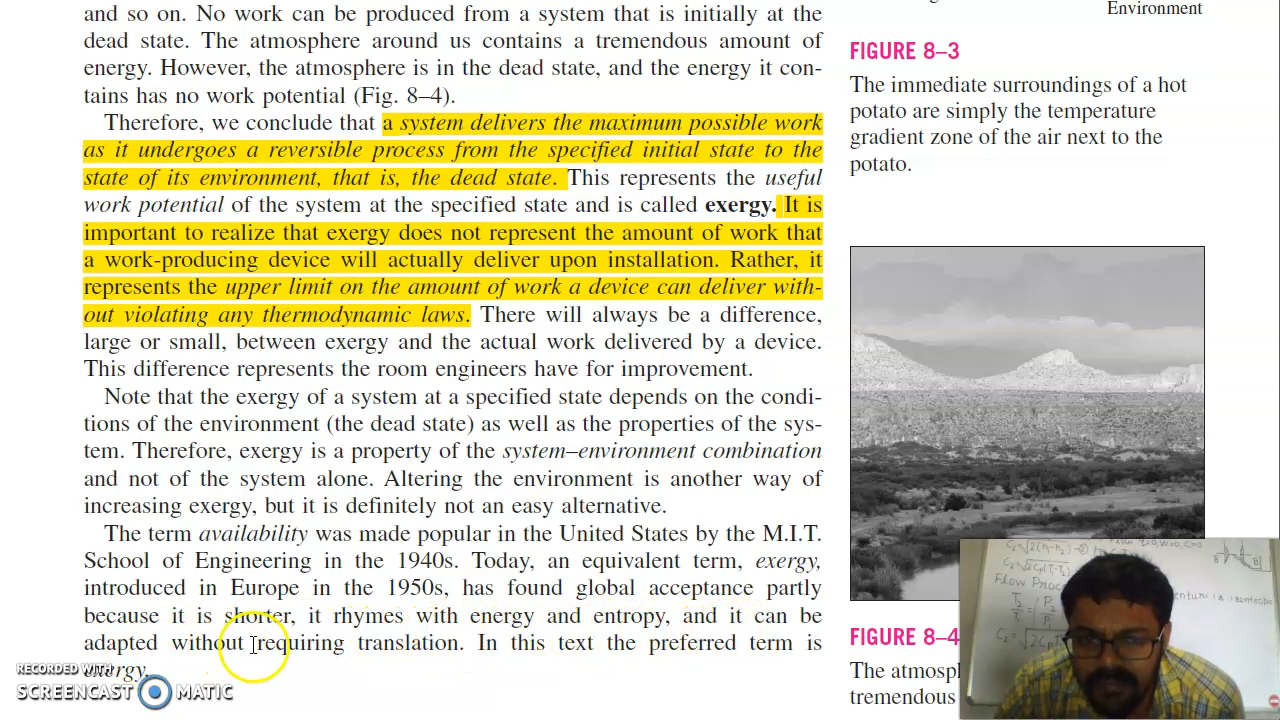 and so on. No work can be produced from a system that is initially at the
dead state. The atmosphere around us contains a tremendous amount of
energy. However, the atmosphere is in the dead state, and the energy it con-
tains has no work potential (Fig. 8–4).
Therefore, we conclude that a system delivers the maximum possible work
as it undergoes a reversible process from the specified initial state to the
state of its environment, that is, the dead state. This represents the useful
work potential of the system at the specified state and is called exergy. It is
important to realize that exergy does not represent the amount of work that
a work-producing device will actually deliver upon installation. Rather, it
represents the upper limit on the amount of work a device can deliver with-
out violating any thermodynamic laws. There will always be a difference,
large or small, between exergy and the actual work delivered by a device.
This difference represents the room engineers have for improvement.
Note that the exergy of a system at a specified state depends on the condi-
tions of the environment (the dead state) as well as the properties of the sys-
tem. Therefore, exergy is a property of the system–environment combination
and not of the system alone. Altering the environment is another way of
increasing exergy, but it is definitely not an easy alternative.
The term availability was made popular in the United States by the M.I.T.
School of Engineering in the 1940s. Today, an equivalent term, exergy,
introduced in Europe in the 1950s, has found global acceptance partly
because it is shorter, it rhymes with energy and entropy, and it can be
adapted without requiring translation. In this text the preferred term is
exergy.
Environment
FIGURE 8–3
The immediate surroundings of a hot
potato are simply the temperature
gradient zone of the air next to the
potato.
FIGURE 8–4
The atmosp
tremendous
Flow Proc
RECORDED WITH
SCREENCAST MATIC